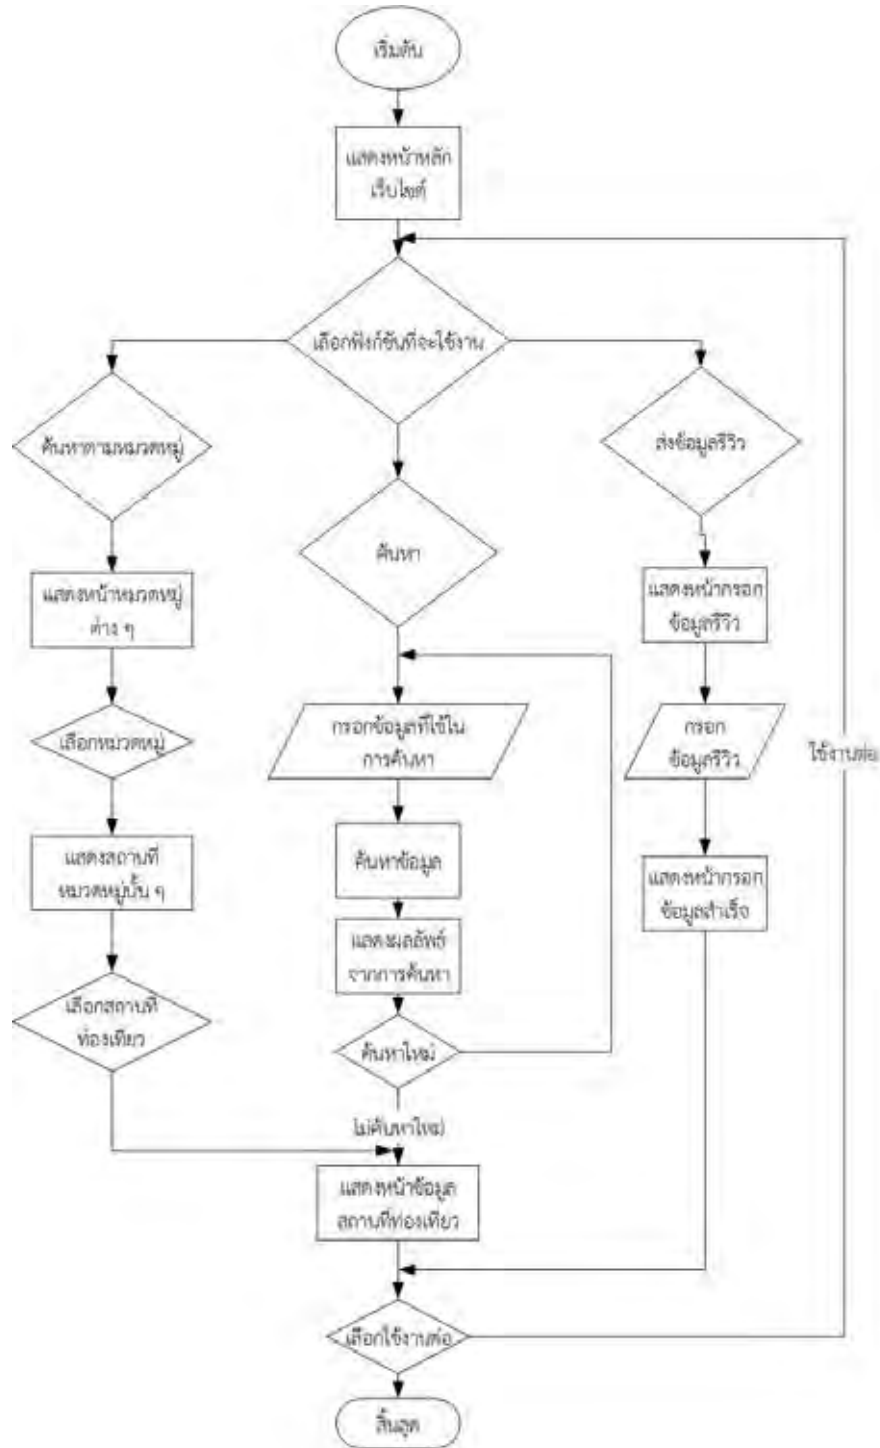 เริ่มต้น
แสดงหน้าหลัก
เว็บไซต์
เลือกฟังก์ชันที่จะใช้งาน
ค้นหาตามหมวดหมู่
แสดงหน้าหมวดหมู่
ต่าง ๆ
เลือกหมวดหมู่
แสดงสถานที่
หมวดหมู่นั้น ๆ
เลือกสถานที่
ท่องเที่ยว
ค้นหา
กรอกข้อมูลที่ใช้ใน
การค้นหา
ค้นหาข้อมูล
แสดงผลลัพธ์
จากการค้นหา
ค้นหาใหม่
ไม่ค้นหาใหม่
แสดงหน้าข้อมูล
สถานที่ท่องเที่ยว
ส่งข้อมูลรีวิว
แสดงหน้ากรอก
ข้อมูลรีวิว
กรอก
ข้อมูลรีวิว
แสดงหน้ากรอก
ข้อมูลสำเร็จ
ใช้งานต่อ
เลือกใช้งานต่อ
สิ้นสุด